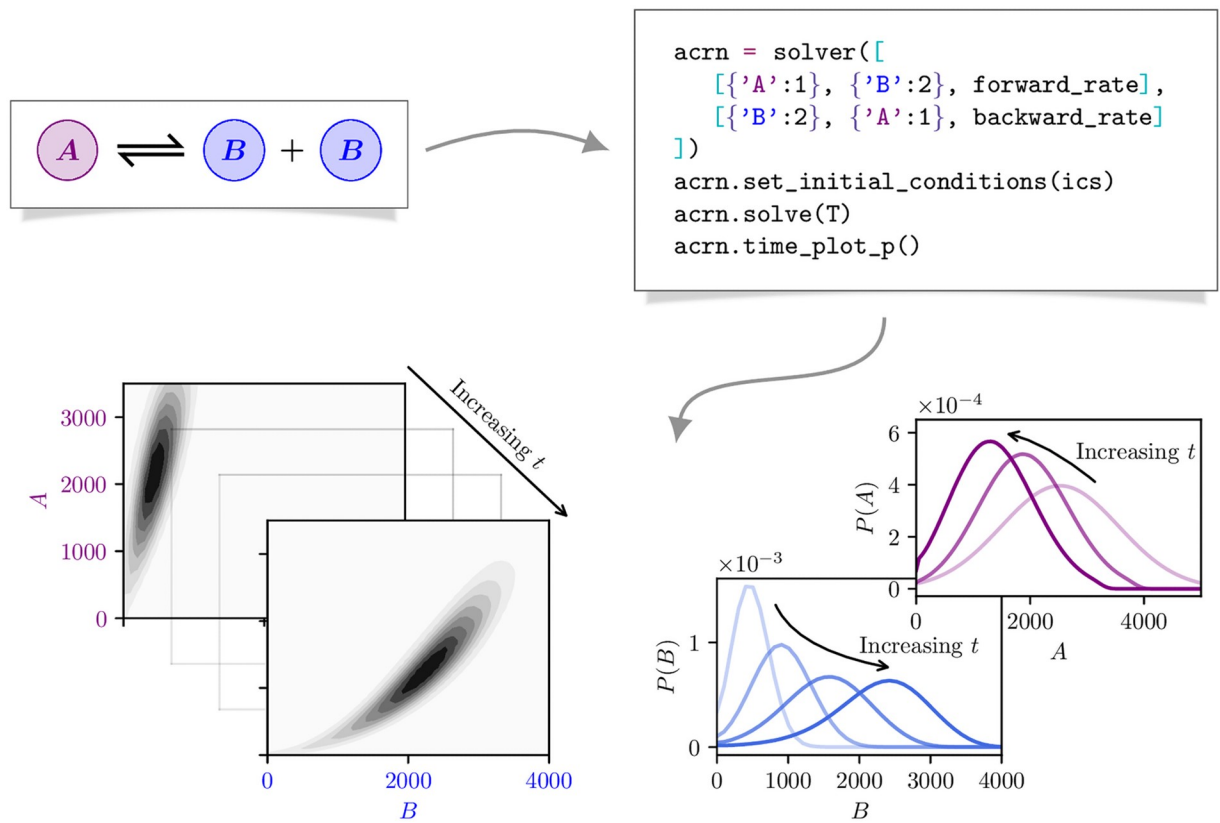 A ⇌ B + B
acrn = solver([
[{'A':1}, {'B':2}, forward_rate],
[{'B':2}, {'A':1}, backward_rate]
])
acrn.set_initial_conditions(ics)
acrn.solve(T)
acrn.time_plot_p()
Increasing t
3000
2000
1000
0
A
0
2000
4000
B
×10⁻⁴
6
4
2
0
P(A)
Increasing t
0
2000
4000
A
×10⁻³
1
0
P(B)
Increasing t
0
1000
2000
3000
4000
B